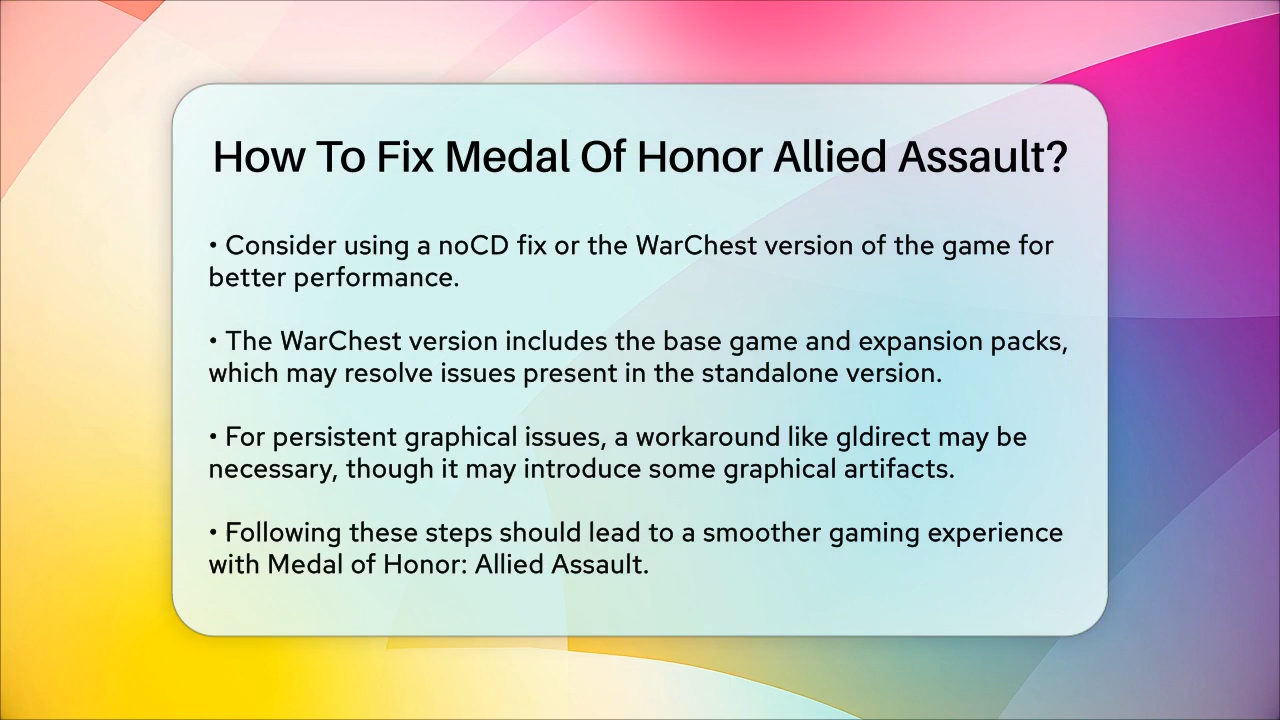 How To Fix Medal Of Honor Allied Assault?
• Consider using a noCD fix or the WarChest version of the game for
better performance.
• The WarChest version includes the base game and expansion packs,
which may resolve issues present in the standalone version.
• For persistent graphical issues, a workaround like gldirect may be
necessary, though it may introduce some graphical artifacts.
• Following these steps should lead to a smoother gaming experience
with Medal of Honor: Allied Assault.